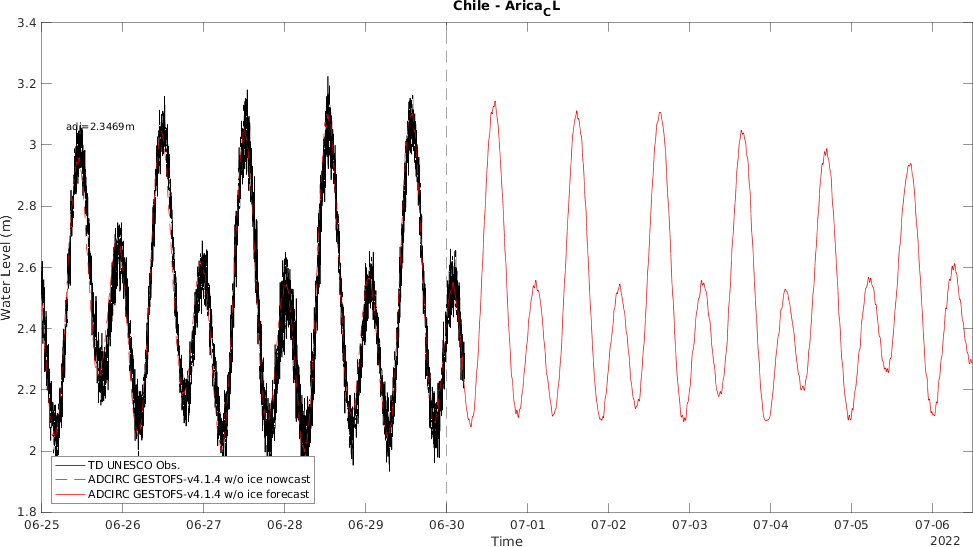 Chile - Arica_CL
3.4
3.2
3
2.8
2.6
2.4
2.2
2
1.8
Water Level (m)
adj=2.3469m
TD UNESCO Obs.
ADCIRC GESTOFS-v4.1.4 w/o ice nowcast
ADCIRC GESTOFS-v4.1.4 w/o ice forecast
06-25 06-26 06-27 06-28 06-29 06-30 07-01 07-02 07-03 07-04 07-05 07-06
Time
2022